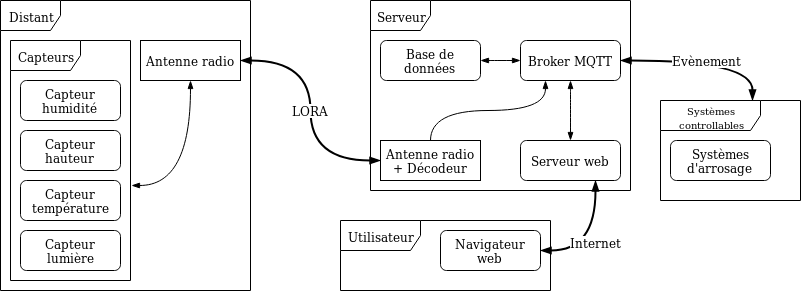 Distant
Capteurs
Capteur
humidité
Capteur
hauteur
Capteur
température
Capteur
lumière
Antenne radio
LORA
Serveur
Base de
données
Broker MQTT
Antenne radio
+ Décodeur
Serveur web
Evènement
Systèmes
controllables
Systèmes
d'arrosage
Utilisateur
Navigateur
web
Internet